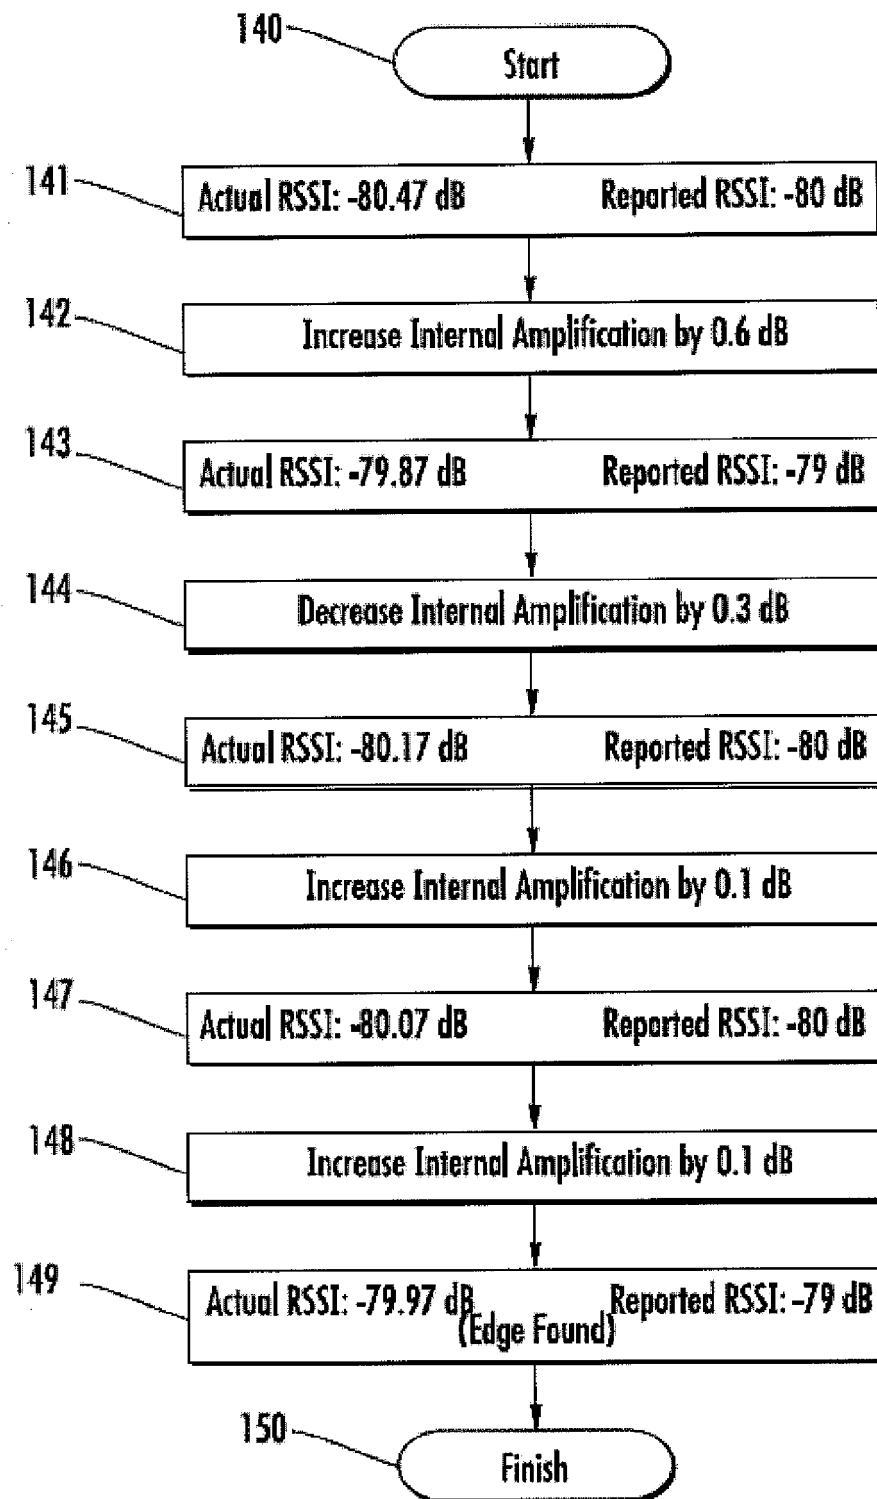 140
Start
141
Actual RSSI: -80.47 dB Reported RSSI: -80 dB
142
Increase Internal Amplification by 0.6 dB
143
Actual RSSI: -79.87 dB Reported RSSI: -79 dB
144
Decrease Internal Amplification by 0.3 dB
145
Actual RSSI: -80.17 dB Reported RSSI: -80 dB
146
Increase Internal Amplification by 0.1 dB
147
Actual RSSI: -80.07 dB Reported RSSI: -80 dB
148
Increase Internal Amplification by 0.1 dB
149
Actual RSSI: -79.97 dB Reported RSSI: -79 dB
(Edge Found)
150
Finish